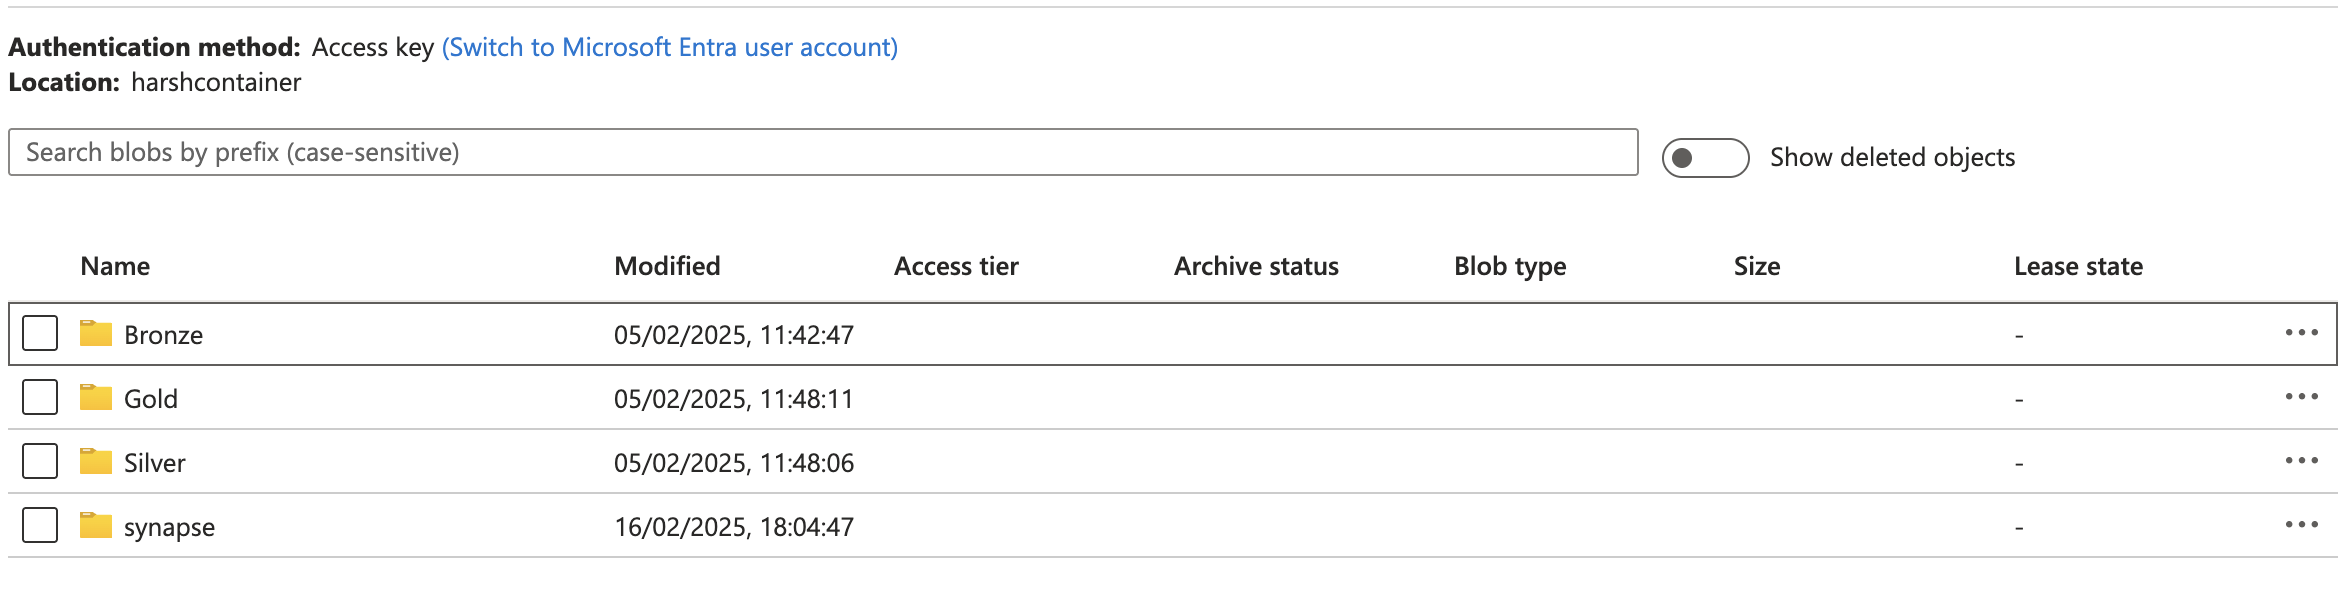 Authentication method: Access key (Switch to Microsoft Entra user account)
Location: harshcontainer
Search blobs by prefix (case-sensitive)
Show deleted objects
Name Modified Access tier Archive status Blob type Size Lease state
Bronze 05/02/2025, 11:42:47 -
Gold 05/02/2025, 11:48:11 -
Silver 05/02/2025, 11:48:06 -
synapse 16/02/2025, 18:04:47 -